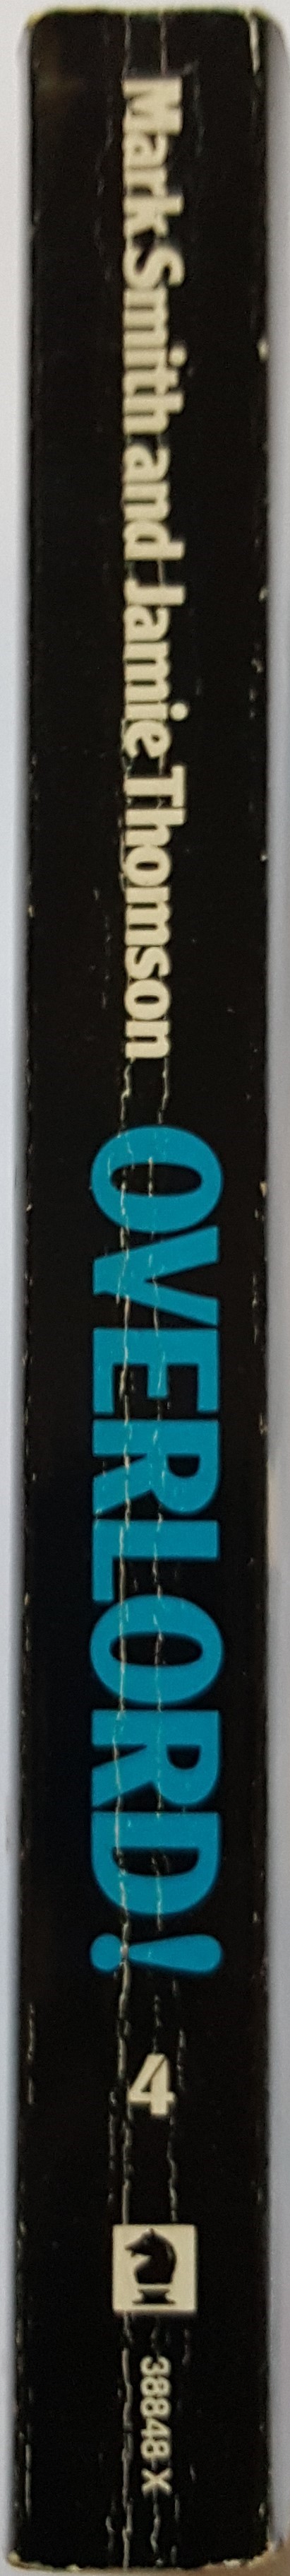 Mark Smith and Jamie Thomson OVERLORD!
4
38848 X